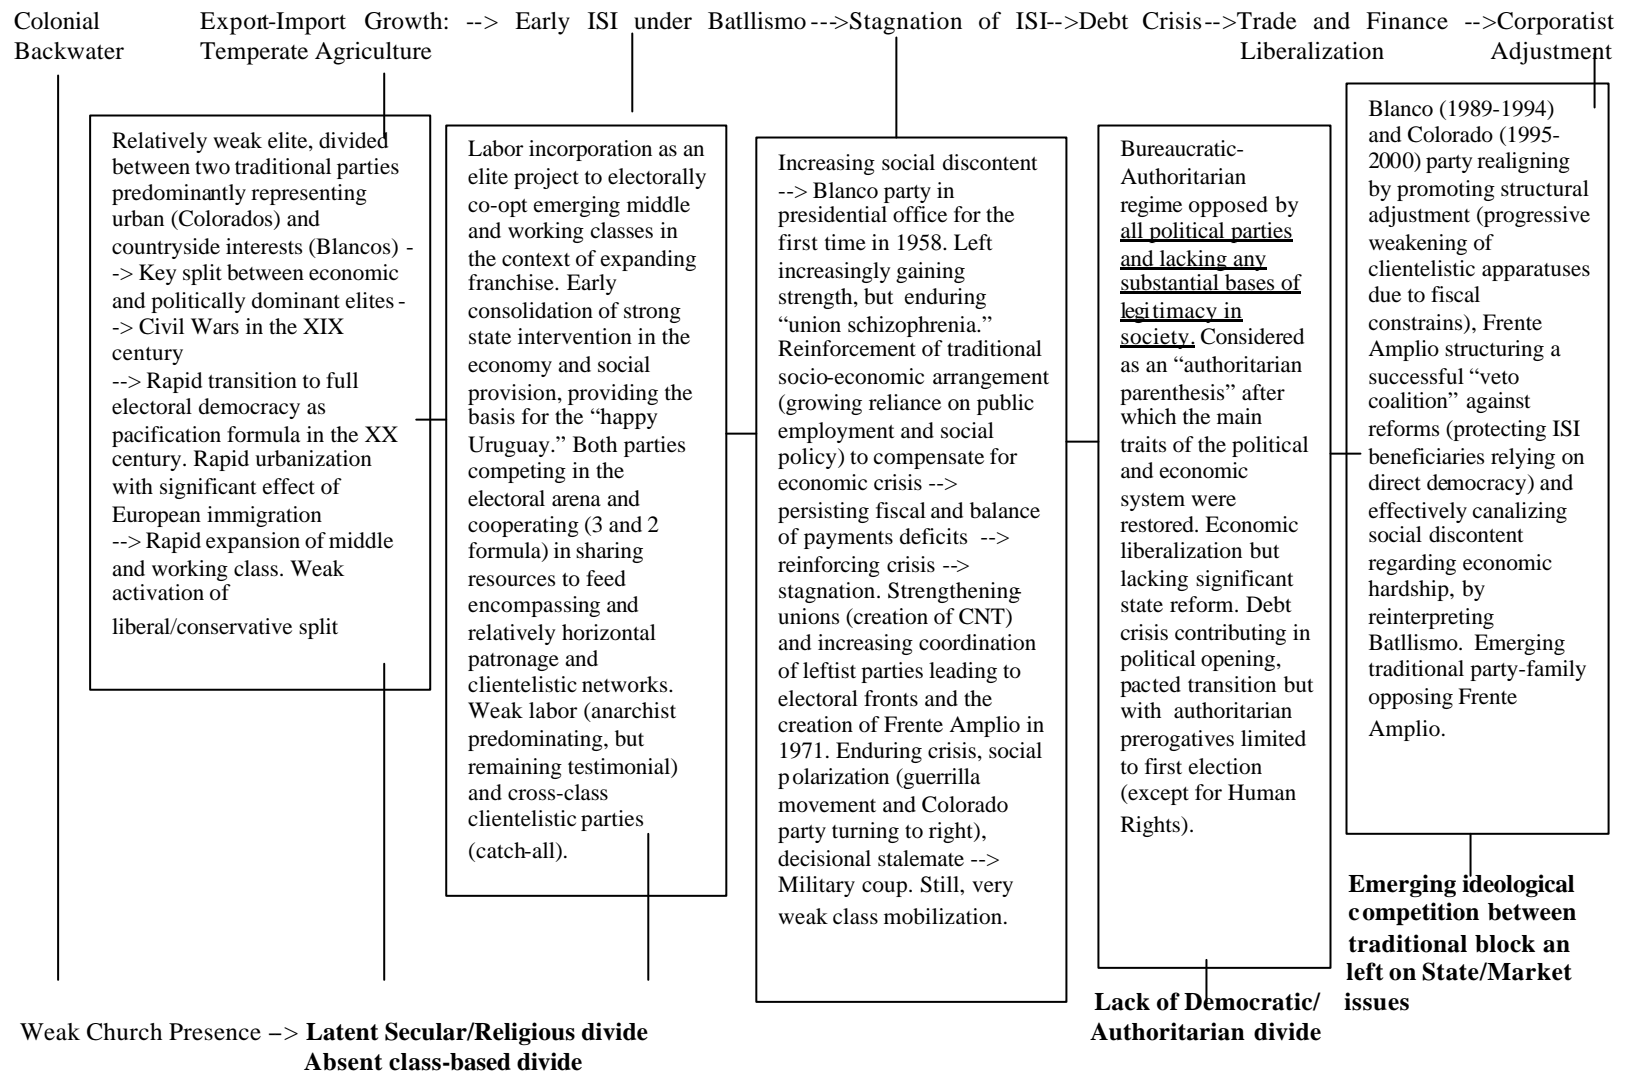 Colonial
Backwater
Export-Import Growth: --> Early ISI under Batllismo --->Stagnation of ISI-->Debt Crisis-->Trade and Finance -->Corporatist
Temperate Agriculture
Liberalization
Adjustment
Relatively weak elite, divided
between two traditional parties
predominantly representing
urban (Colorados) and
countryside interests (Blancos) -
-> Key split between economic
and politically dominant elites -
-> Civil Wars in the XIX
century
--> Rapid transition to full
electoral democracy as
pacification formula in the XX
century. Rapid urbanization
with significant effect of
European immigration
--> Rapid expansion of middle
and working class. Weak
activation of
liberal/conservative split
Labor incorporation as an
elite project to electorally
co-opt emerging middle
and working classes in
the context of expanding
franchise. Early
consolidation of strong
state intervention in the
economy and social
provision, providing the
basis for the “happy
Uruguay.” Both parties
competing in the
electoral arena and
cooperating (3 and 2
formula) in sharing
resources to feed
encompassing and
relatively horizontal
patronage and
clientelistic networks.
Weak labor (anarchist
predominating, but
remaining testimonial)
and cross-class
clientelistic parties
(catch-all).
Increasing social discontent
--> Blanco party in
presidential office for the
first time in 1958. Left
increasingly gaining
strength, but enduring
“union schizophrenia.”
Reinforcement of traditional
socio-economic arrangement
(growing reliance on public
employment and social
policy) to compensate for
economic crisis -->
persisting fiscal and balance
of payments deficits -->
reinforcing crisis -->
stagnation. Strengthening
unions (creation of CNT)
and increasing coordination
of leftist parties leading to
electoral fronts and the
creation of Frente Amplio in
1971. Enduring crisis, social
polarization (guerrilla
movement and Colorado
party turning to right),
decisional stalemate -->
Military coup. Still, very
weak class mobilization.
Bureaucratic-
Authoritarian
regime opposed by
all political parties
and lacking any
substantial bases of
legitimacy in
society. Considered
as an “authoritarian
parenthesis” after
which the main
traits of the political
and economic
system were
restored. Economic
liberalization but
lacking significant
state reform. Debt
crisis contributing in
political opening,
pacted transition but
with authoritarian
prerogatives limited
to first election
(except for Human
Rights).
Blanco (1989-1994)
and Colorado (1995-
2000) party realigning
by promoting structural
adjustment (progressive
weakening of
clientelistic apparatuses
due to fiscal
constrains), Frente
Amplio structuring a
successful “veto
coalition” against
reforms (protecting ISI
beneficiaries relying on
direct democracy) and
effectively canalizing
social discontent
regarding economic
hardship, by
reinterpreting
Batllismo. Emerging
traditional party-family
opposing Frente
Amplio.
Emerging ideological
competition between
traditional block an
left on State/Market
issues
Lack of Democratic/
Authoritarian divide
Weak Church Presence –> Latent Secular/Religious divide
Absent class-based divide